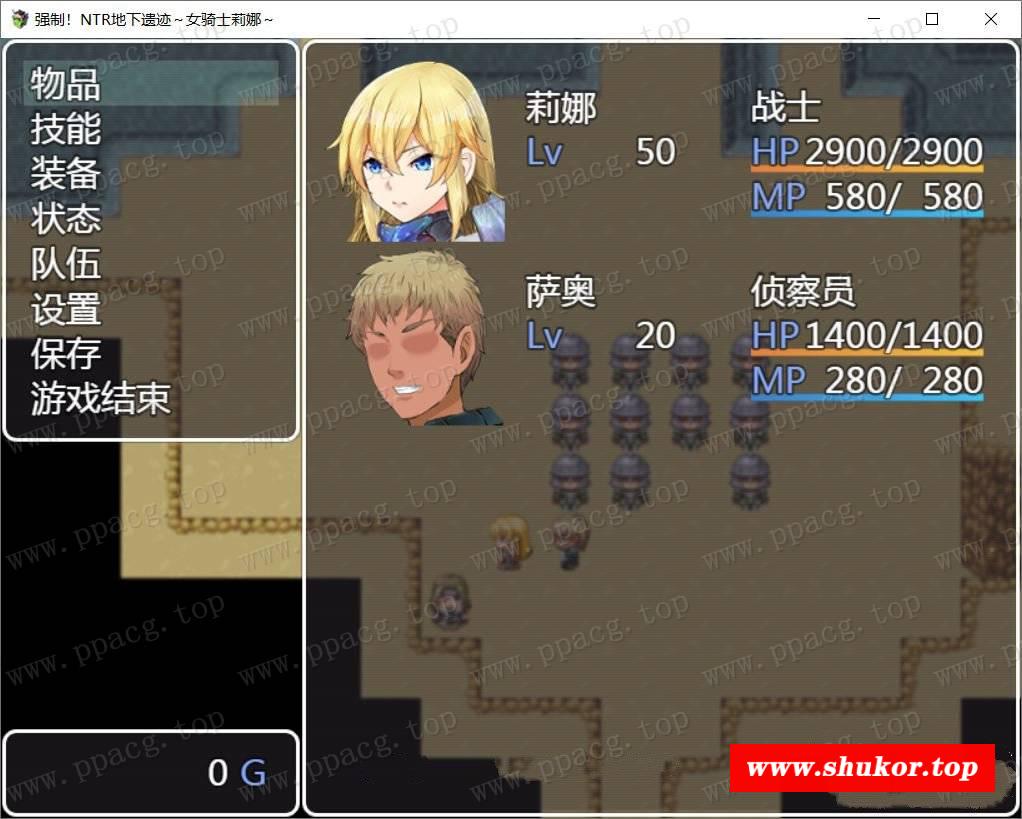 强制！NTR地下遗迹～女骑士莉娜～
物品
技能
装备
状态
队伍
设置
保存
游戏结束
莉娜 战士
Lv 50 HP 2900/2900
MP 580/ 580
萨奥 侦察员
Lv 20 HP 1400/1400
MP 280/ 280
0 G
www.shukor.top
www.ppacg.top